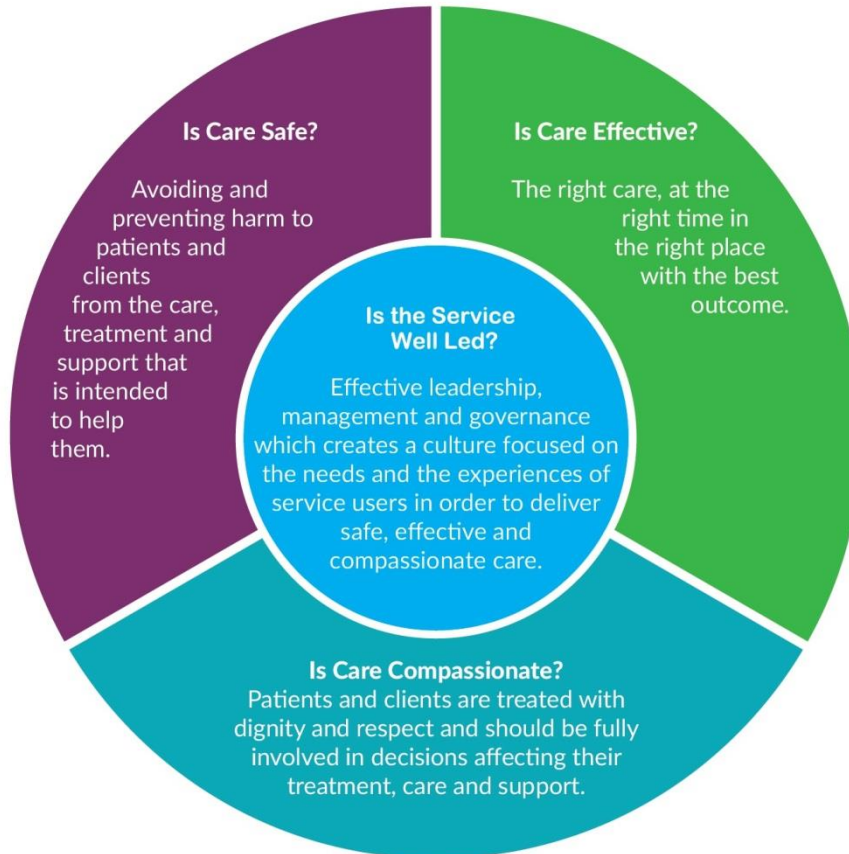 Is Care Safe?
Avoiding and
preventing harm to
patients and
clients
from the care,
treatment and
support that
is intended
to help
them.
Is Care Effective?
The right care, at the
right time in
the right place
with the best
outcome.
Is the Service
Well Led?
Effective leadership,
management and governance
which creates a culture focused on
the needs and the experiences of
service users in order to deliver
safe, effective and
compassionate care.
Is Care Compassionate?
Patients and clients are treated with
dignity and respect and should be fully
involved in decisions affecting their
treatment, care and support.